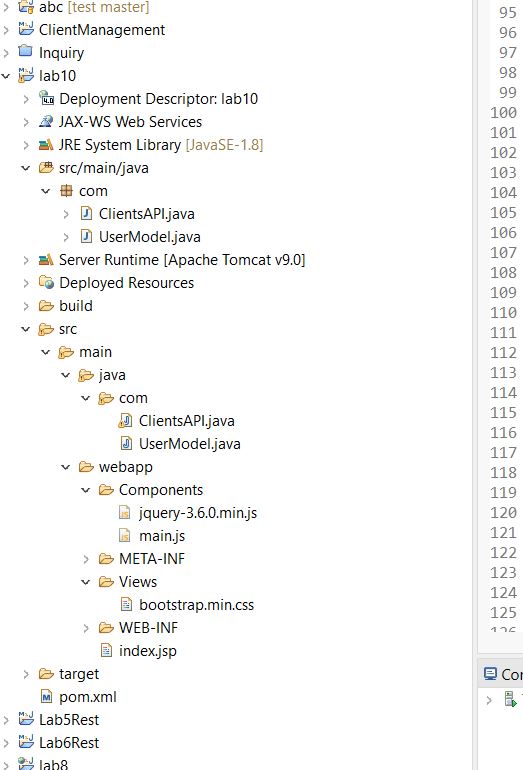 abc [test master]
ClientManagement
Inquiry
lab10
Deployment Descriptor: lab10
JAX-WS Web Services
JRE System Library [JavaSE-1.8]
src/main/java
com
ClientsAPI.java
UserModel.java
Server Runtime [Apache Tomcat v9.0]
Deployed Resources
build
src
main
java
com
ClientsAPI.java
UserModel.java
webapp
Components
jquery-3.6.0.min.js
main.js
META-INF
Views
bootstrap.min.css
WEB-INF
index.jsp
target
pom.xml
Lab5Rest
Lab6Rest
lab8
95
96
97
98
99
100
101
102
103
104
105
106
107
108
109
110
111
112
113
114
115
116
117
118
119
120
121
122
123
124
125
126
Con